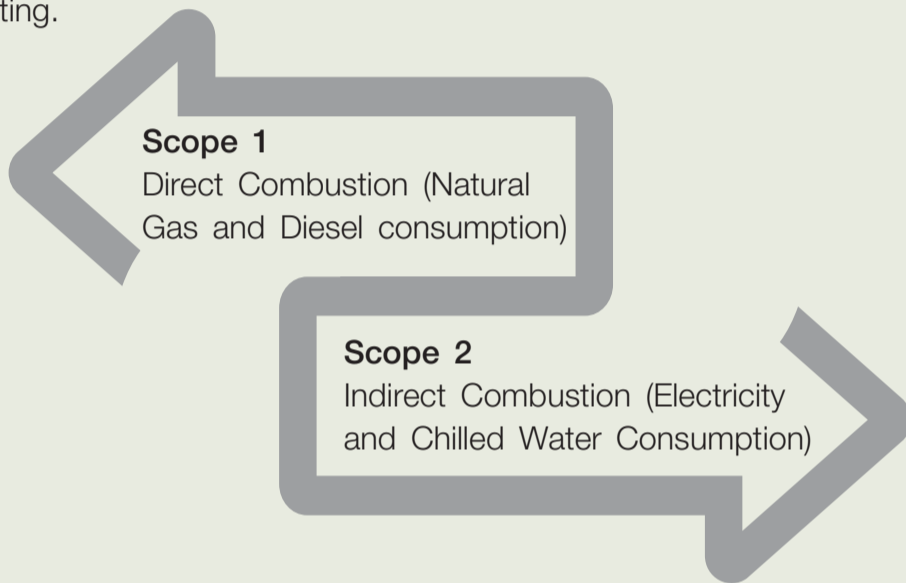 ting.
Scope 1
Direct Combustion (Natural
Gas and Diesel consumption)
Scope 2
Indirect Combustion (Electricity
and Chilled Water Consumption)